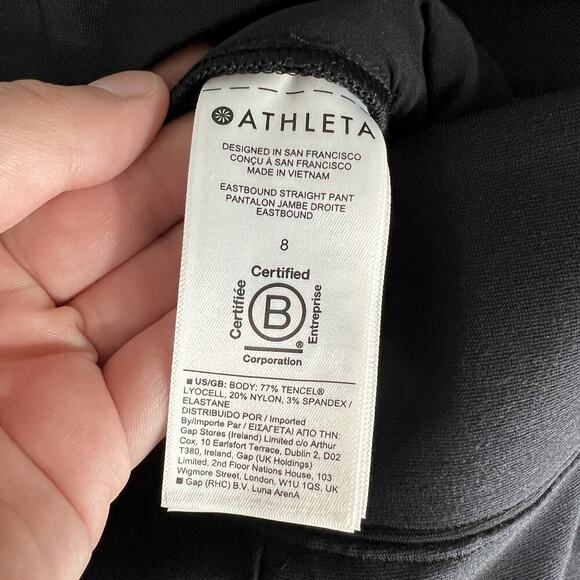 ATHLETA
DESIGNED IN SAN FRANCISCO
CONÇU À SAN FRANCISCO
MADE IN VIETNAM
EASTBOUND STRAIGHT PANT
PANTALON JAMBE DROITE
EASTBOUND
8
Certified
Certifiée
B
Entreprise
®
Corporation
■ US/GB: BODY: 77% TENCEL®
LYOCELL, 20% NYLON, 3% SPANDEX /
ELASTANE
DISTRIBUIDO POR / Imported
By/Importe Par / ΕΙΣΑΓΕΤΑΙ ΑΠΟ ΤΗΝ:
Gap Stores (Ireland) Limited c/o Arthur
Cox, 10 Earlsfort Terrace, Dublin 2, D02
T380, Ireland, Gap (UK Holdings)
Limited, 2nd Floor Nations House, 103
Wigmore Street, London, W1U 1QS, UK
■ Gap (RHC) B.V. Luna ArenA